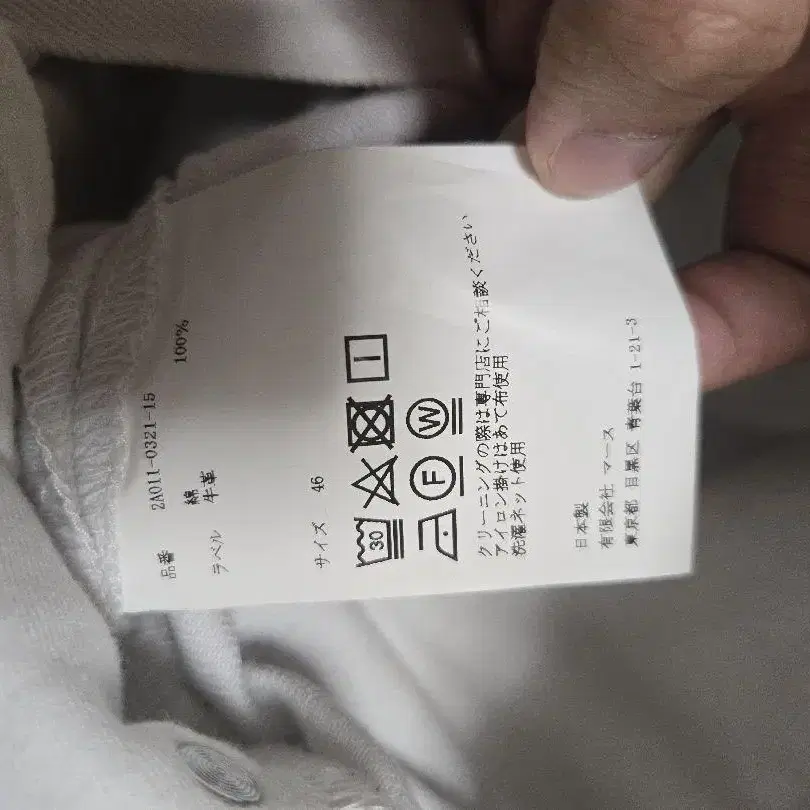 品番 2A011-0321-15
綿 100%
ラベル 牛革
サイズ 46
30
F W
クリーニングの際は専門店にご相談ください
アイロン掛けはあて布使用
洗濯ネット使用
日本製
有限会社 マース
東京都 目黒区 青葉台 1-21-3